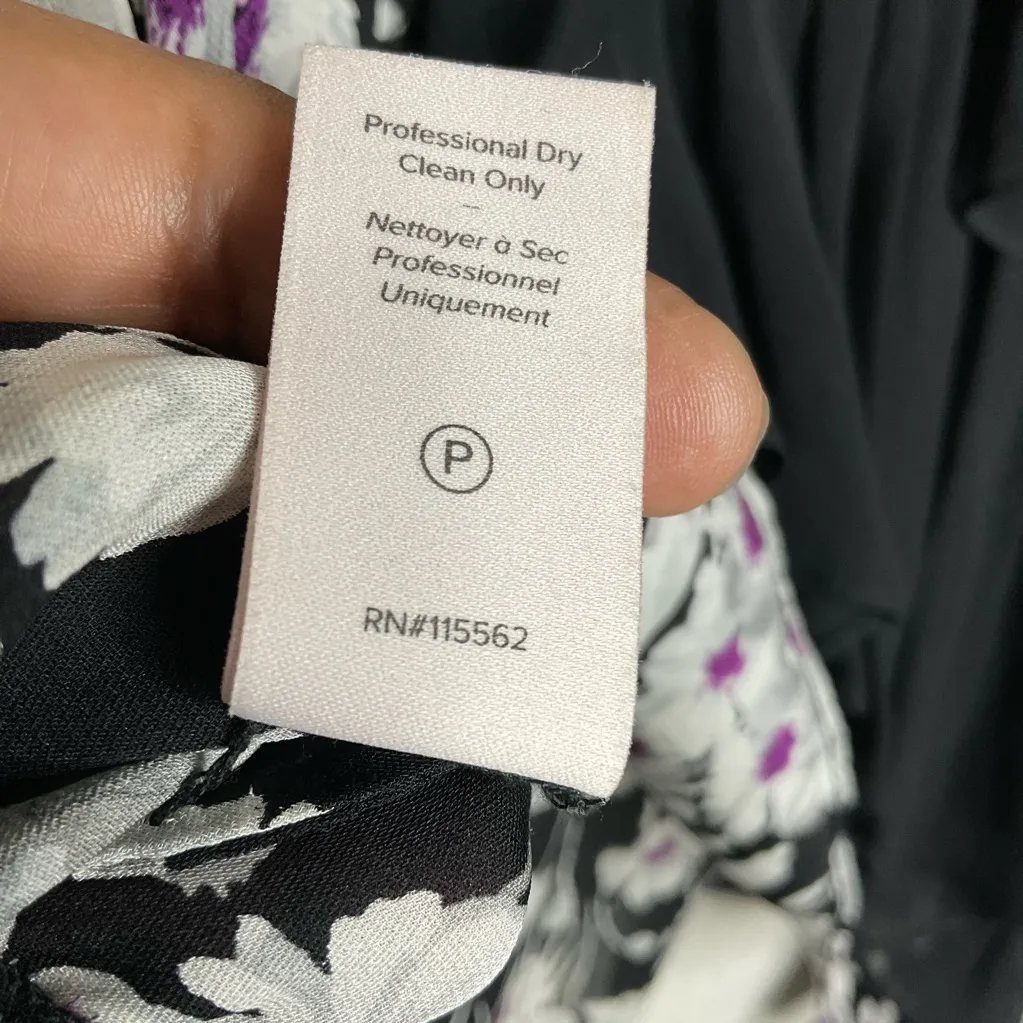 Professional Dry
Clean Only
—
Nettoyer à Sec
Professionnel
Uniquement
P
RN#115562